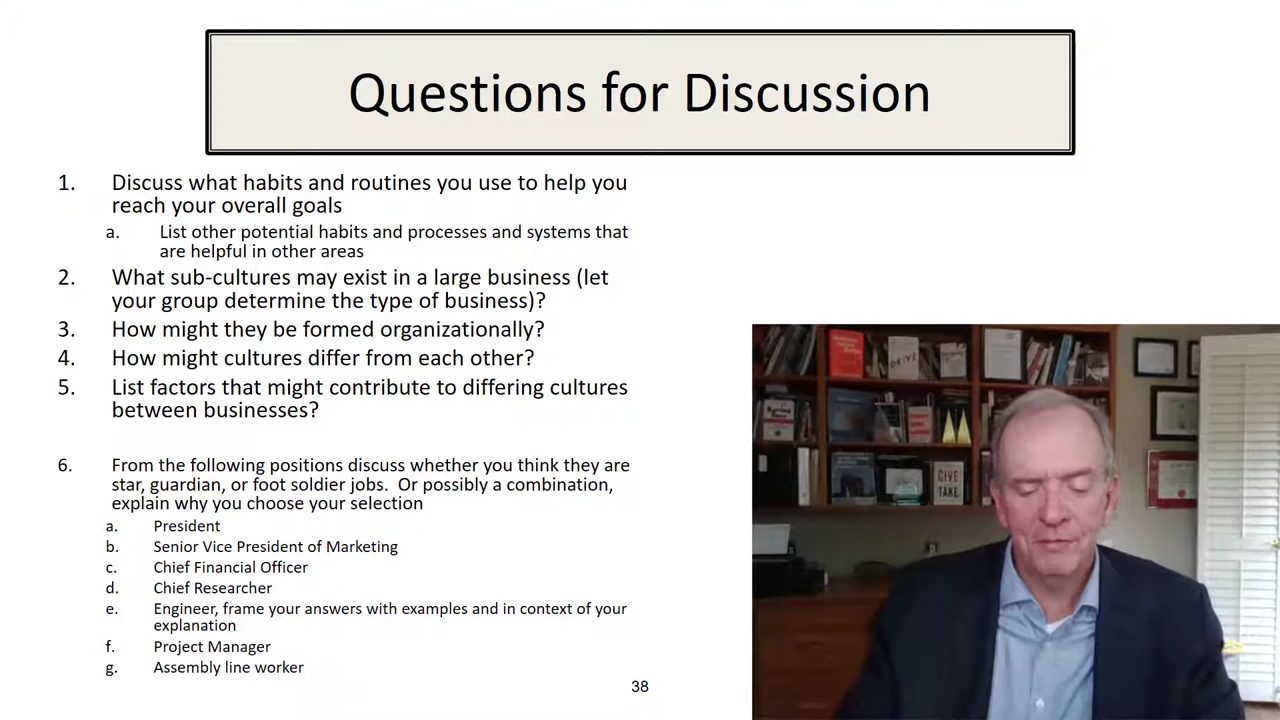 Questions for Discussion
1. Discuss what habits and routines you use to help you
reach your overall goals
a. List other potential habits and processes and systems that
are helpful in other areas
2. What sub-cultures may exist in a large business (let
your group determine the type of business)?
3. How might they be formed organizationally?
4. How might cultures differ from each other?
5. List factors that might contribute to differing cultures
between businesses?
6. From the following positions discuss whether you think they are
star, guardian, or foot soldier jobs. Or possibly a combination,
explain why you choose your selection
a. President
b. Senior Vice President of Marketing
c. Chief Financial Officer
d. Chief Researcher
e. Engineer, frame your answers with examples and in context of your
explanation
f. Project Manager
g. Assembly line worker
38
DRIVE
GIVE
TAKE